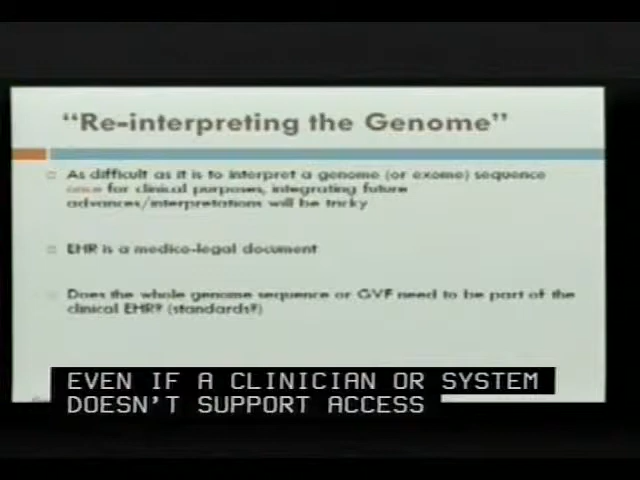 “Re-interpreting the Genome”
As difficult as it is to interpret a genome (or exome) sequence
once for clinical purposes, integrating future
advances/interpretations will be tricky
EHR is a medico-legal document
Does the whole genome sequence or GVF need to be part of the
clinical EHR? (standards?)
EVEN IF A CLINICIAN OR SYSTEM
DOESN'T SUPPORT ACCESS